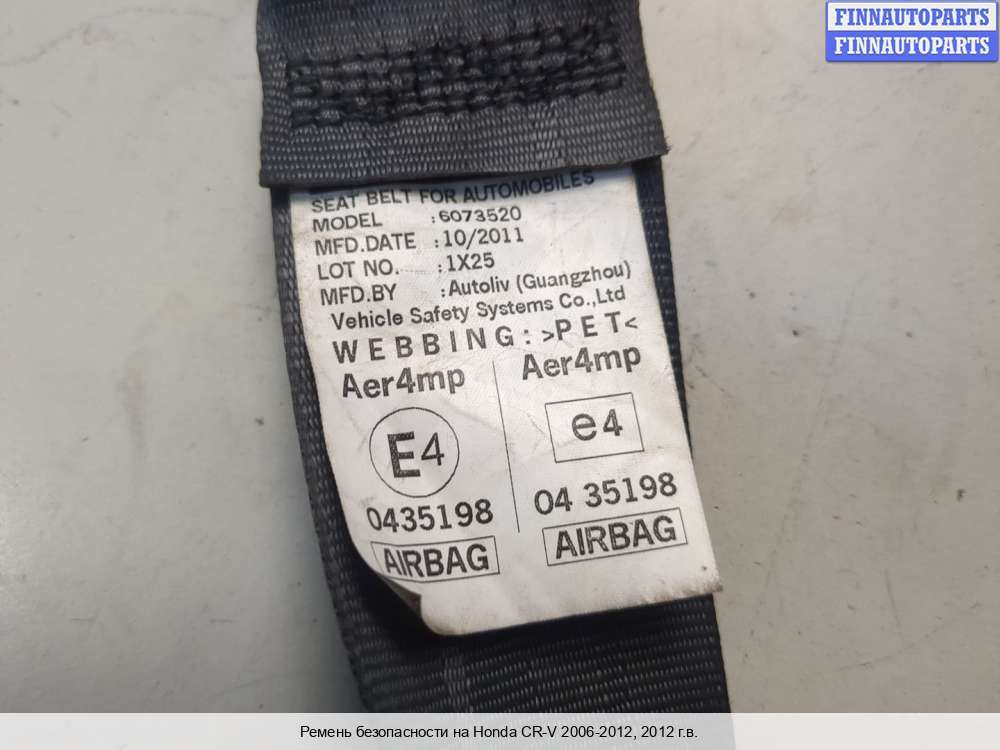 FINNAUTOPARTS
FINNAUTOPARTS
SEAT BELT FOR AUTOMOBILES
MODEL :6073520
MFD.DATE :10/2011
LOT NO. :1X25
MFD.BY :Autoliv (Guangzhou)
Vehicle Safety Systems Co.,Ltd
WEBBING: >PET<
Aer4mp Aer4mp
E4 e4
0435198 04 35198
AIRBAG AIRBAG
Ремень безопасности на Honda CR-V 2006-2012, 2012 г.в.